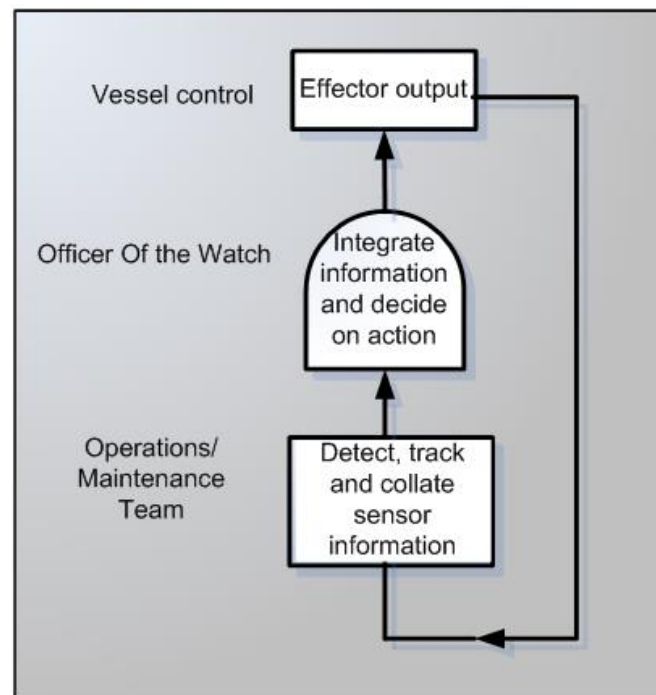 Vessel control
Effector output
Officer Of the Watch
Integrate
information
and decide
on action
Operations/
Maintenance
Team
Detect, track
and collate
sensor
information